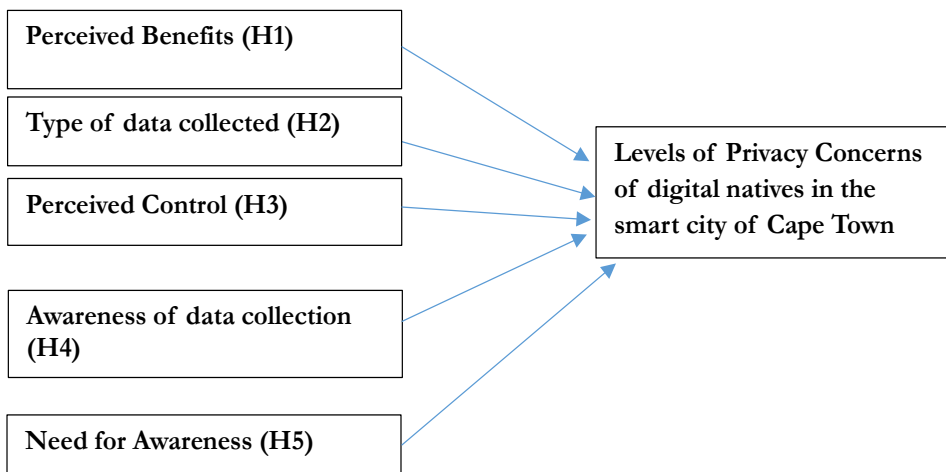 Perceived Benefits (H1)
Type of data collected (H2)
Perceived Control (H3)
Awareness of data collection
(H4)
Need for Awareness (H5)
Levels of Privacy Concerns
of digital natives in the
smart city of Cape Town